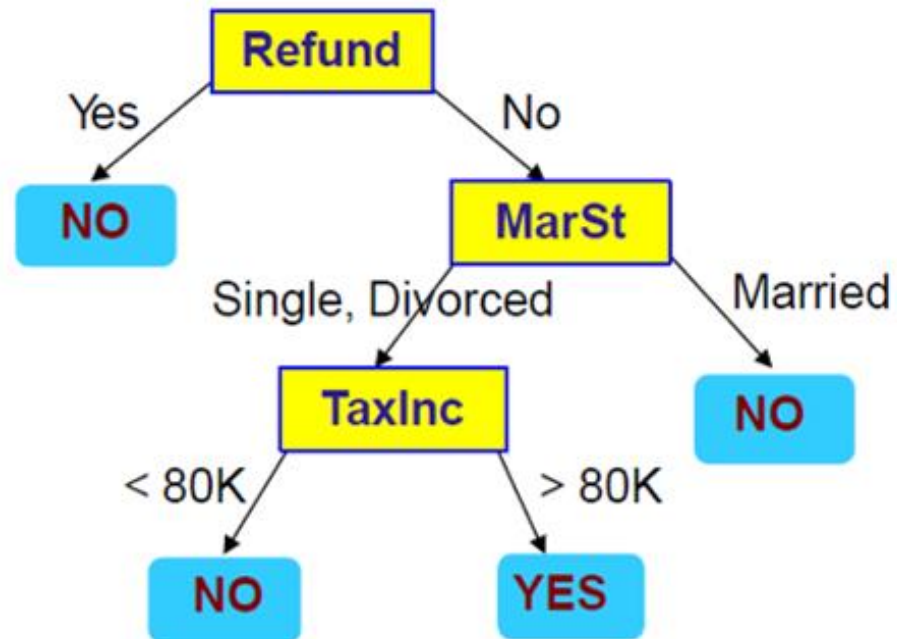 Refund
Yes
No
NO
MarSt
Single, Divorced
Married
TaxInc
NO
< 80K
> 80K
NO
YES